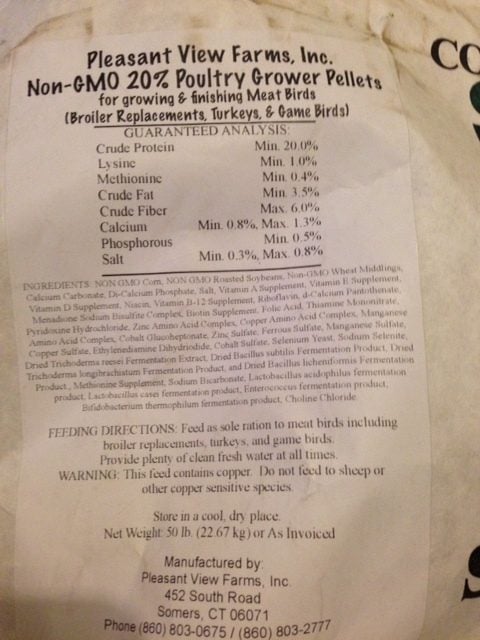 Pleasant View Farms, Inc.
Non-GMO 20% Poultry Grower Pellets
for growing & finishing Meat Birds
(Broiler Replacements, Turkeys, & Game Birds)
GUARANTEED ANALYSIS:
Crude Protein Min. 20.0%
Lysine Min. 1.0%
Methionine Min. 0.4%
Crude Fat Min. 3.5%
Crude Fiber Max. 6.0%
Calcium Min. 0.8%, Max. 1.3%
Phosphorous Min. 0.5%
Salt Min. 0.3%, Max. 0.8%
INGREDIENTS: NON GMO Corn, NON GMO Roasted Soybeans, Non-GMO Wheat Middlings,
Calcium Carbonate, Di-Calcium Phosphate, Salt, Vitamin A Supplement, Vitamin E Supplement,
Vitamin D Supplement, Niacin, Vitamin B-12 Supplement, Riboflavin, d-Calcium Pantothenate,
Menadione Sodium Bisulfite Complex, Biotin Supplement, Folic Acid, Thiamine Mononitrate,
Pyridoxine Hydrochloride, Zinc Amino Acid Complex, Copper Amino Acid Complex, Manganese
Amino Acid Complex, Cobalt Glucoheptonate, Zinc Sulfate, Ferrous Sulfate, Manganese Sulfate,
Copper Sulfate, Ethylenediamine Dihydriodide, Cobalt Sulfate, Selenium Yeast, Sodium Selenite,
Dried Trichoderma reesei Fermentation Extract, Dried Bacillus subtilis Fermentation Product, Dried
Trichoderma longibrachiatum Fermentation Product, and Dried Bacillus lichendormis Fermentation
Product, Methionine Supplement, Sodium Bicarbonate, Lactobacillus acidophilus fermentation
product, Lactobacillus casei fermentation product, Enterococcus fermentation product,
Bifidobacterium thermophilum fermentation product, Choline Chloride.
FEEDING DIRECTIONS: Feed as sole ration to meat birds including
broiler replacements, turkeys, and game birds.
Provide plenty of clean fresh water at all times.
WARNING: This feed contains copper. Do not feed to sheep or
other copper sensitive species.
Store in a cool, dry place.
Net Weight: 50 lb. (22.67 kg) or As Invoiced
Manufactured by:
Pleasant View Farms, Inc.
452 South Road
Somers, CT 06071
Phone (860) 803-0675 / (860) 803-2777